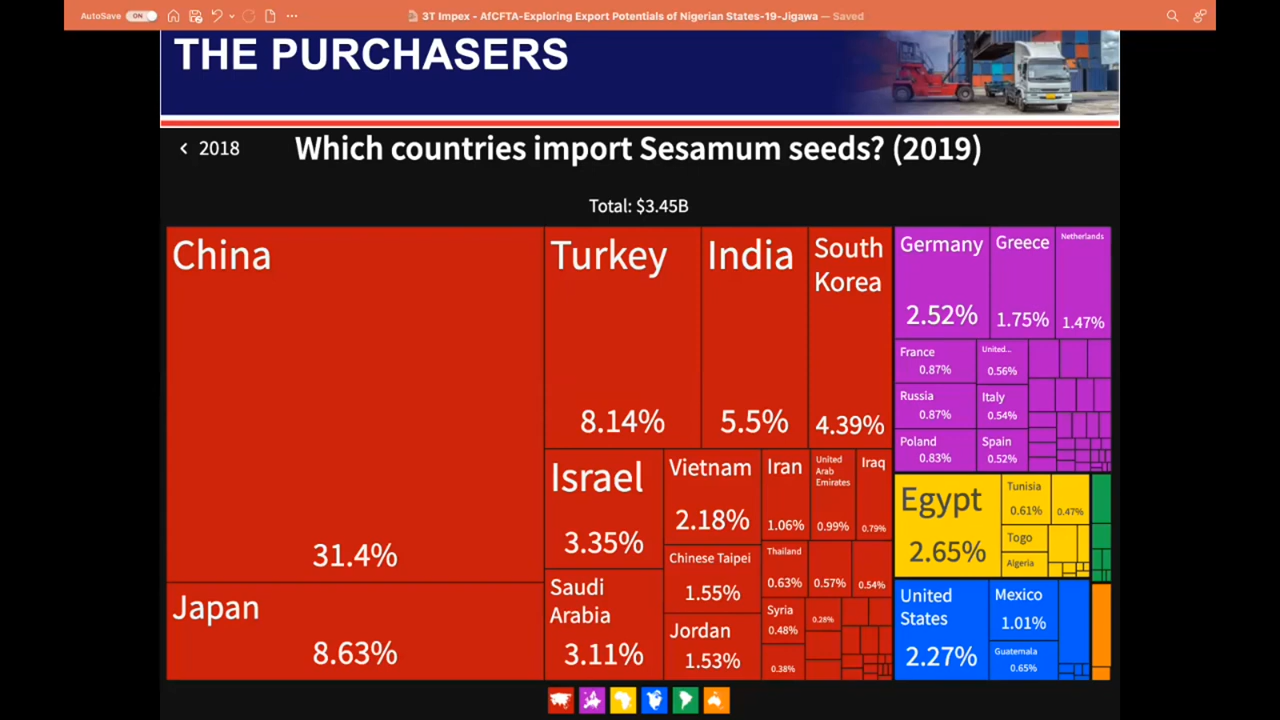 AutoSave ON
3T Impex - AfCFTA-Exploring Export Potentials of Nigerian States-19-Jigawa — Saved
THE PURCHASERS
< 2018
Which countries import Sesamum seeds? (2019)
Total: $3.45B
China
31.4%
Japan
8.63%
Turkey
8.14%
India
5.5%
South
Korea
4.39%
Israel
3.35%
Saudi
Arabia
3.11%
Vietnam
2.18%
Chinese Taipei
1.55%
Jordan
1.53%
Iran
1.06%
United
Arab
Emirates
0.99%
Iraq
0.79%
Thailand
0.63%
0.57%
0.54%
Syria
0.48%
0.28%
0.38%
Germany
2.52%
Greece
1.75%
Netherlands
1.47%
France
0.87%
United...
0.56%
Russia
0.87%
Italy
0.54%
Poland
0.83%
Spain
0.52%
Egypt
2.65%
Tunisia
0.61%
0.47%
Togo
Algeria
United
States
2.27%
Mexico
1.01%
Guatemala
0.65%